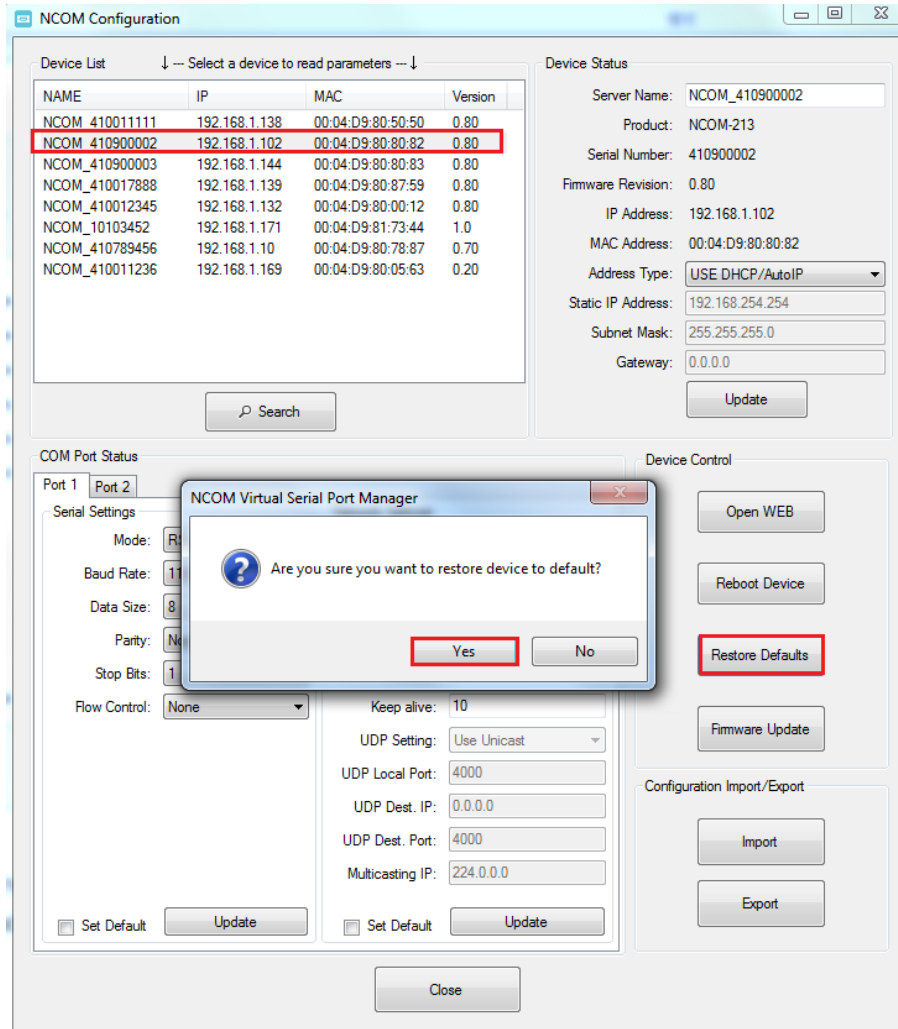 NCOM Configuration
Device List ↓ --- Select a device to read parameters --- ↓
NAME IP MAC Version
NCOM_410011111 192.168.1.138 00:04:D9:80:50:50 0.80
NCOM_410900002 192.168.1.102 00:04:D9:80:80:82 0.80
NCOM_410900003 192.168.1.144 00:04:D9:80:80:83 0.80
NCOM_410017888 192.168.1.139 00:04:D9:80:87:59 0.80
NCOM_410012345 192.168.1.132 00:04:D9:80:00:12 0.80
NCOM_10103452 192.168.1.171 00:04:D9:81:73:44 1.0
NCOM_410789456 192.168.1.10 00:04:D9:80:78:87 0.70
NCOM_410011236 192.168.1.169 00:04:D9:80:05:63 0.20
Search
Device Status
Server Name: NCOM_410900002
Product: NCOM-213
Serial Number: 410900002
Firmware Revision: 0.80
IP Address: 192.168.1.102
MAC Address: 00:04:D9:80:80:82
Address Type: USE DHCP/AutoIP
Static IP Address: 192.168.254.254
Subnet Mask: 255.255.255.0
Gateway: 0.0.0.0
Update
COM Port Status
Port 1 Port 2
Serial Settings
Mode:
Baud Rate: 11
Data Size: 8
Parity:
Stop Bits: 1
Flow Control: None
Set Default Update
NCOM Virtual Serial Port Manager
Are you sure you want to restore device to default?
Yes No
Keep alive: 10
UDP Setting: Use Unicast
UDP Local Port: 4000
UDP Dest. IP: 0.0.0.0
UDP Dest. Port: 4000
Multicasting IP: 224.0.0.0
Set Default Update
Device Control
Open WEB
Reboot Device
Restore Defaults
Firmware Update
Configuration Import/Export
Import
Export
Close